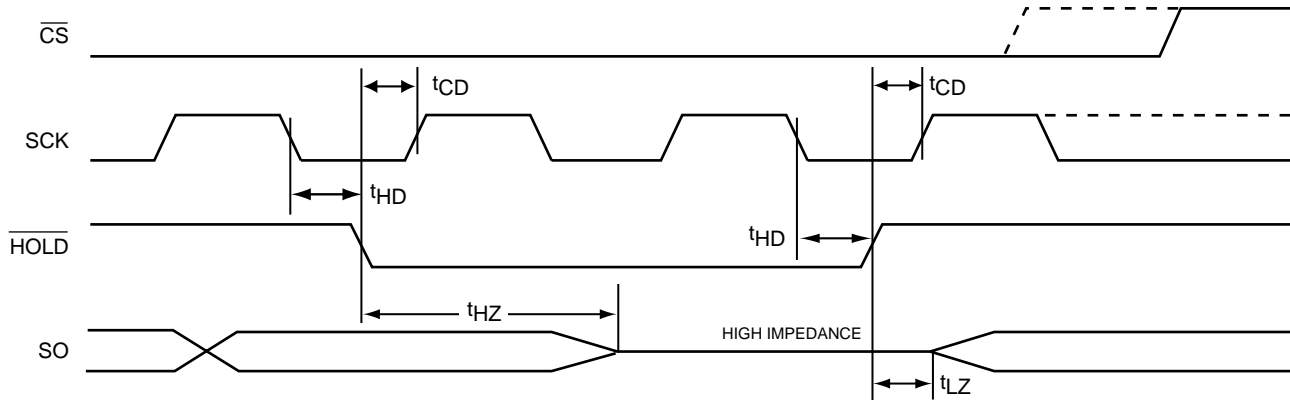 CS
tCD
tCD
SCK
tHD
HOLD
tHD
tHZ
HIGH IMPEDANCE
SO
tLZ